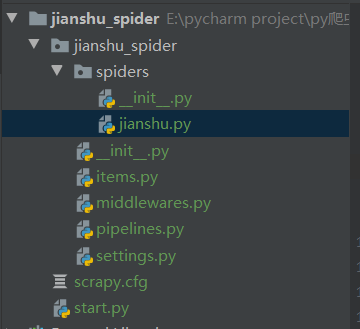 jianshu_spider E:\pycharm project\py爬
jianshu_spider
spiders
__init__.py
jianshu.py
__init__.py
items.py
middlewares.py
pipelines.py
settings.py
scrapy.cfg
start.py